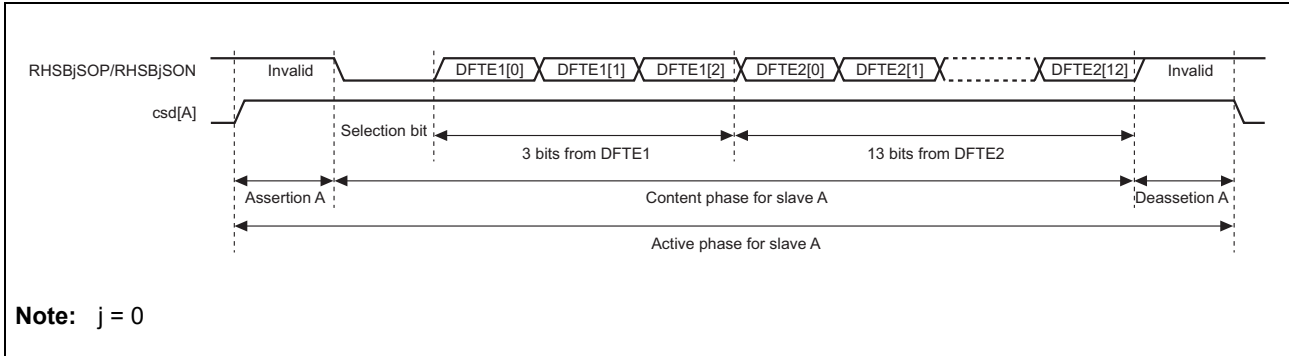 RHSBjSOP/RHSBjSON Invalid DFTE1[0] DFTE1[1] DFTE1[2] DFTE2[0] DFTE2[1] DFTE2[12] Invalid
csd[A]
Selection bit
3 bits from DFTE1 13 bits from DFTE2
Assertion A Content phase for slave A Deassetion A
Active phase for slave A
Note: j = 0